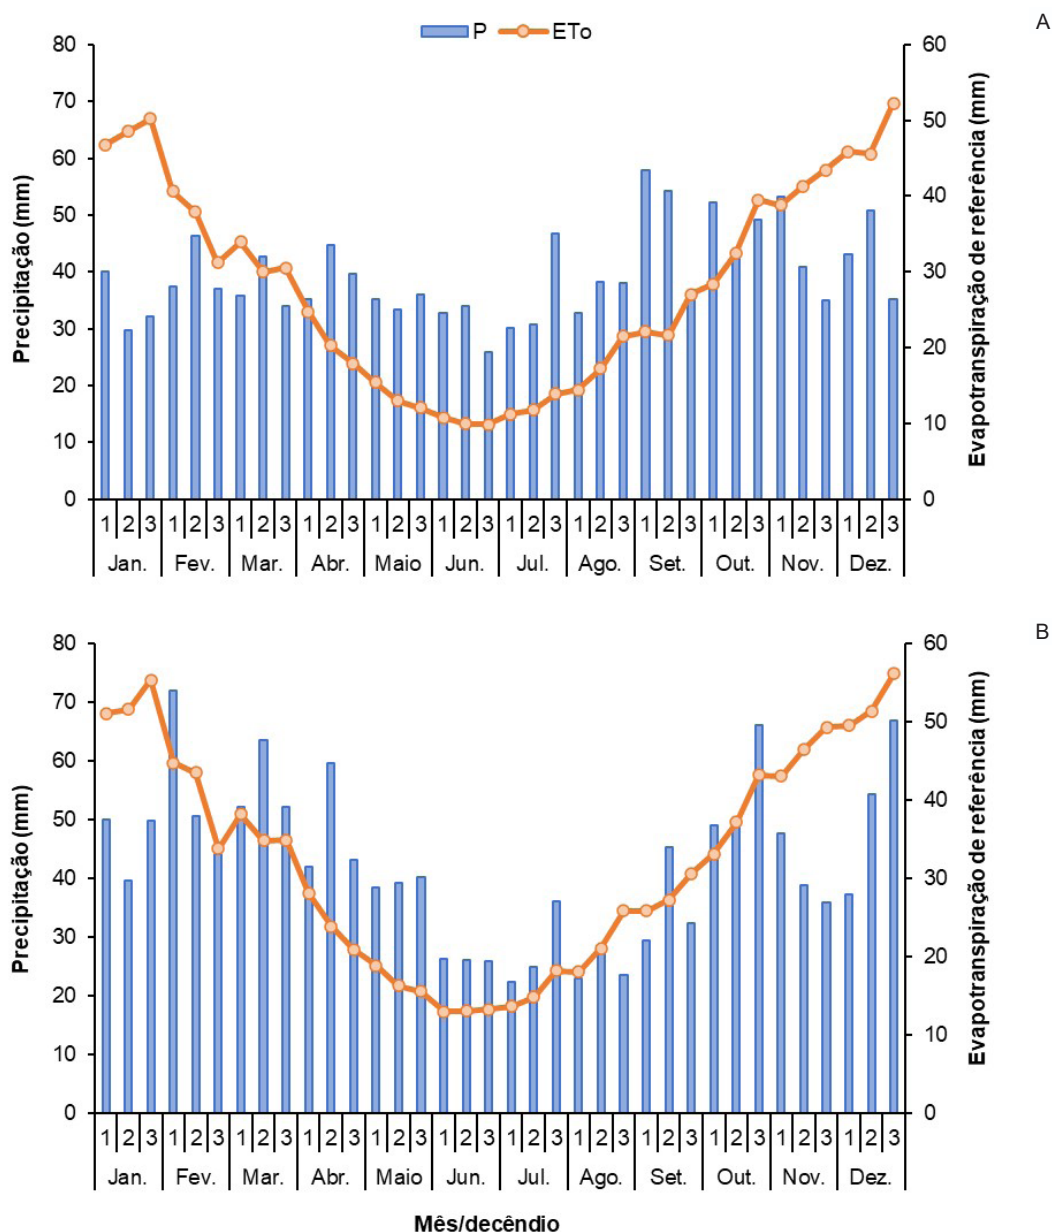 A
P ETo
80 60
70 50
60
50 40
40 30
30 20
20
10 10
0 0
Precipitação (mm)
Evapotranspiração de referência (mm)
1 2 3 1 2 3 1 2 3 1 2 3 1 2 3 1 2 3 1 2 3 1 2 3 1 2 3 1 2 3 1 2 3 1 2 3
Jan. Fev. Mar. Abr. Maio Jun. Jul. Ago. Set. Out. Nov. Dez.
B
80 60
70 50
60
50 40
40 30
30 20
20
10 10
0 0
Precipitação (mm)
Evapotranspiração de referência (mm)
1 2 3 1 2 3 1 2 3 1 2 3 1 2 3 1 2 3 1 2 3 1 2 3 1 2 3 1 2 3 1 2 3 1 2 3
Jan. Fev. Mar. Abr. Maio Jun. Jul. Ago. Set. Out. Nov. Dez.
Mês/decêndio